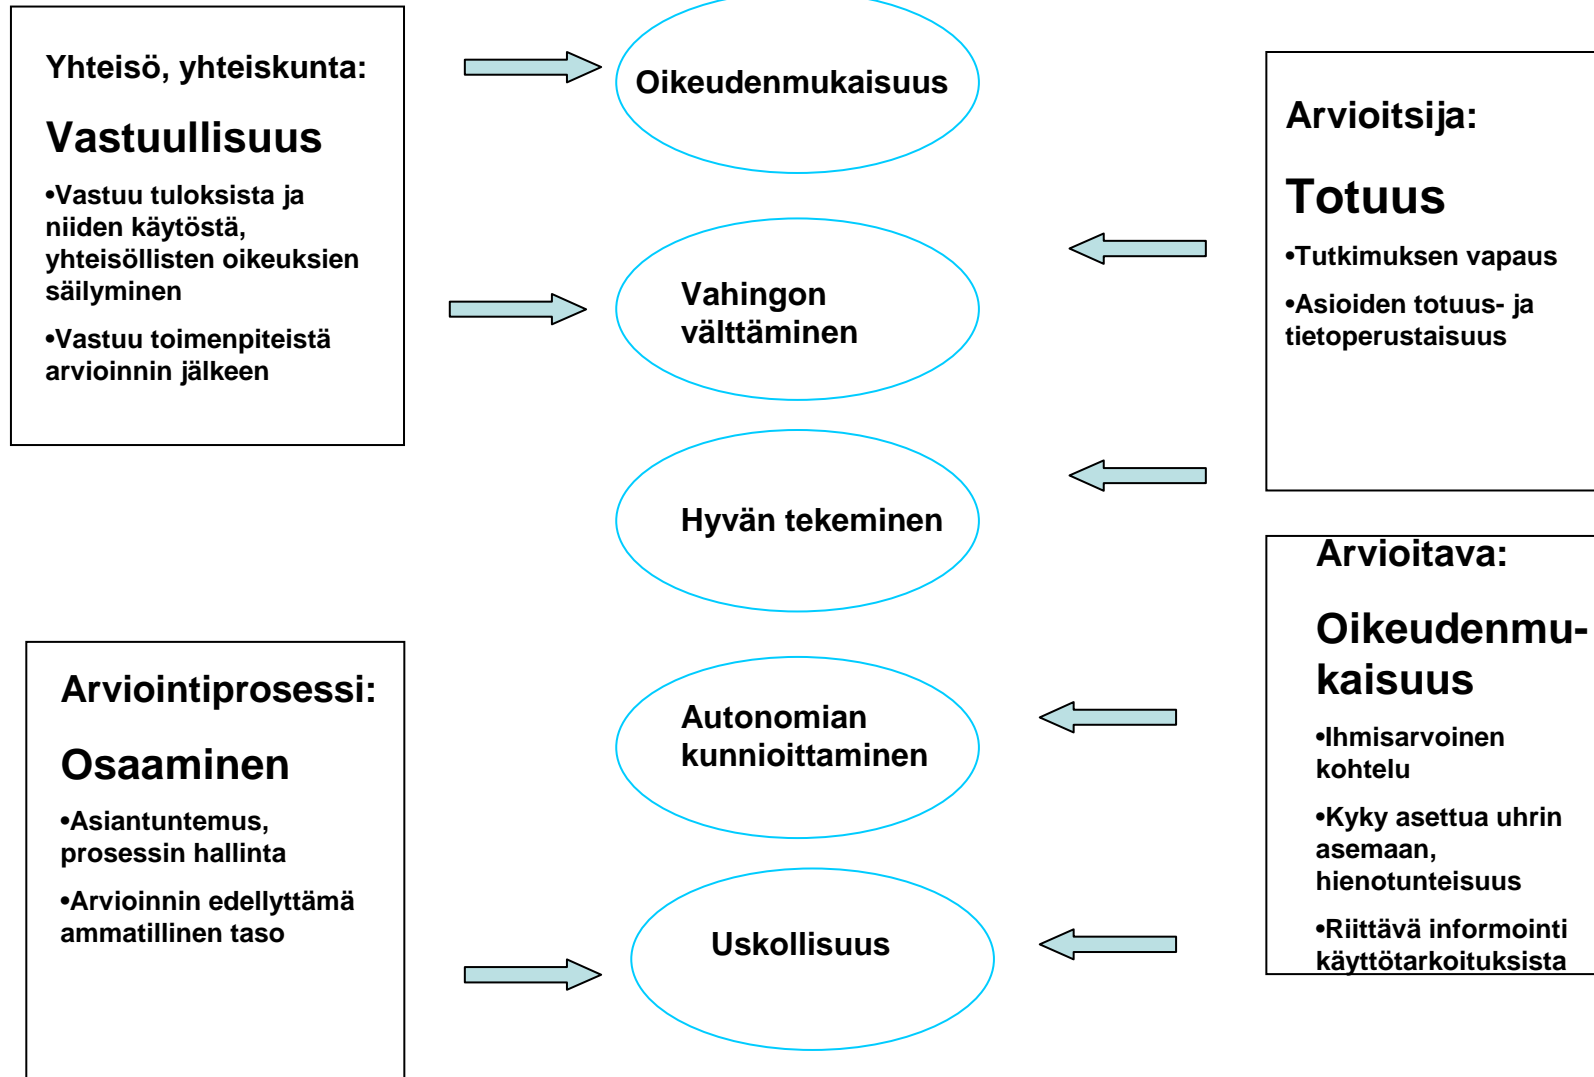 Yhteisö, yhteiskunta:
Vastuullisuus
•Vastuu tuloksista ja
niiden käytöstä,
yhteisöllisten oikeuksien
säilyminen
•Vastuu toimenpiteistä
arvioinnin jälkeen
Arviointiprosessi:
Osaaminen
•Asiantuntemus,
prosessin hallinta
•Arvioinnin edellyttämä
ammatillinen taso
Oikeudenmukaisuus
Vahingon
välttäminen
Hyvän tekeminen
Autonomian
kunnioittaminen
Uskollisuus
Arvioitsija:
Totuus
•Tutkimuksen vapaus
•Asioiden totuus- ja
tietoperustaisuus
Arvioitava:
Oikeudenmu-
kaisuus
•Ihmisarvoinen
kohtelu
•Kyky asettua uhrin
asemaan,
hienotunteisuus
•Riittävä informointi
käyttötarkoituksista